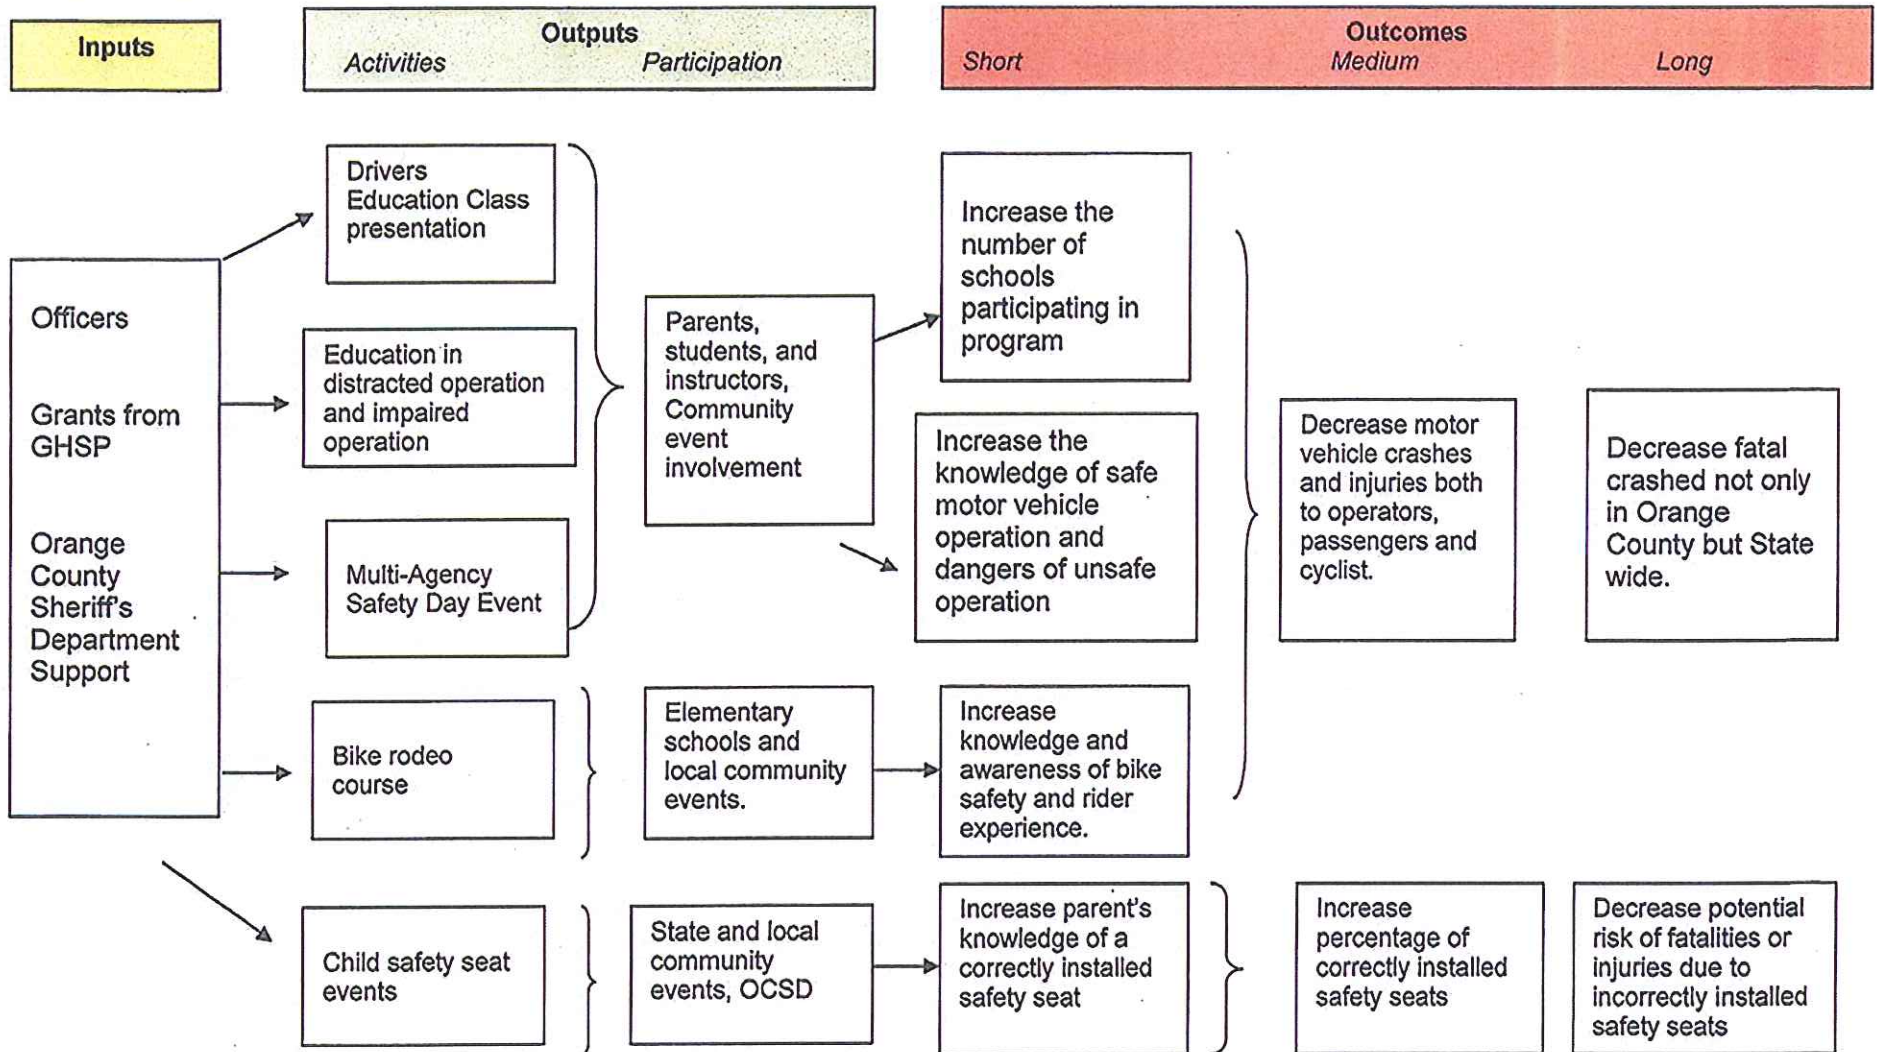 Inputs
Outputs
Activities
Participation
Outcomes
Short
Medium
Long
Officers
Grants from
GHSP
Orange
County
Sheriff's
Department
Support
Drivers
Education Class
presentation
Education in
distracted operation
and impaired
operation
Multi-Agency
Safety Day Event
Bike rodeo
course
Child safety seat
events
Parents,
students, and
instructors,
Community
event
involvement
Elementary
schools and
local community
events.
State and local
community
events, OCSD
Increase the
number of
schools
participating in
program
Increase the
knowledge of safe
motor vehicle
operation and
dangers of unsafe
operation
Increase
knowledge and
awareness of bike
safety and rider
experience.
Increase parent's
knowledge of a
correctly installed
safety seat
Decrease motor
vehicle crashes
and injuries both
to operators,
passengers and
cyclist.
Increase
percentage of
correctly installed
safety seats
Decrease fatal
crashed not only
in Orange
County but State
wide.
Decrease potential
risk of fatalities or
injuries due to
incorrectly installed
safety seats